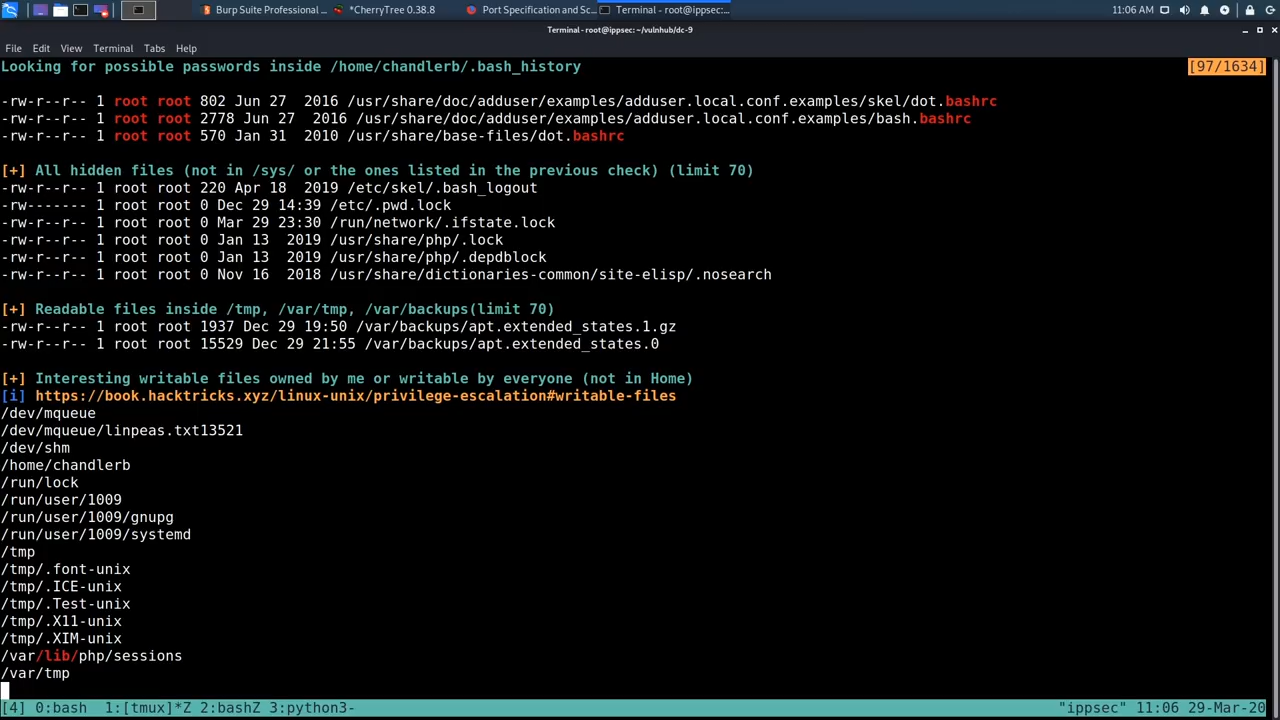 Burp Suite Professional ... *CherryTree 0.38.8 Port Specification and Sc... Terminal - root@ippsec:... 11:06 AM
Terminal - root@ippsec: ~/vulnhub/dc-9
File Edit View Terminal Tabs Help
Looking for possible passwords inside /home/chandlerb/.bash_history [97/1634]
-rw-r--r-- 1 root root 802 Jun 27  2016 /usr/share/doc/adduser/examples/adduser.local.conf.examples/skel/dot.bashrc
-rw-r--r-- 1 root root 2778 Jun 27  2016 /usr/share/doc/adduser/examples/adduser.local.conf.examples/bash.bashrc
-rw-r--r-- 1 root root 570 Jan 31  2010 /usr/share/base-files/dot.bashrc
[+] All hidden files (not in /sys/ or the ones listed in the previous check) (limit 70)
-rw-r--r-- 1 root root 220 Apr 18  2019 /etc/skel/.bash_logout
-rw------- 1 root root 0 Dec 29 14:39 /etc/.pwd.lock
-rw-r--r-- 1 root root 0 Mar 29 23:30 /run/network/.ifstate.lock
-rw-r--r-- 1 root root 0 Jan 13  2019 /usr/share/php/.lock
-rw-r--r-- 1 root root 0 Jan 13  2019 /usr/share/php/.depdblock
-rw-r--r-- 1 root root 0 Nov 16  2018 /usr/share/dictionaries-common/site-elisp/.nosearch
[+] Readable files inside /tmp, /var/tmp, /var/backups(limit 70)
-rw-r--r-- 1 root root 1937 Dec 29 19:50 /var/backups/apt.extended_states.1.gz
-rw-r--r-- 1 root root 15529 Dec 29 21:55 /var/backups/apt.extended_states.0
[+] Interesting writable files owned by me or writable by everyone (not in Home)
[i] https://book.hacktricks.xyz/linux-unix/privilege-escalation#writable-files
/dev/mqueue
/dev/mqueue/linpeas.txt13521
/dev/shm
/home/chandlerb
/run/lock
/run/user/1009
/run/user/1009/gnupg
/run/user/1009/systemd
/tmp
/tmp/.font-unix
/tmp/.ICE-unix
/tmp/.Test-unix
/tmp/.X11-unix
/tmp/.XIM-unix
/var/lib/php/sessions
/var/tmp
[4] 0:bash  1:[tmux]*Z 2:bashZ 3:python3- "ippsec" 11:06 29-Mar-20